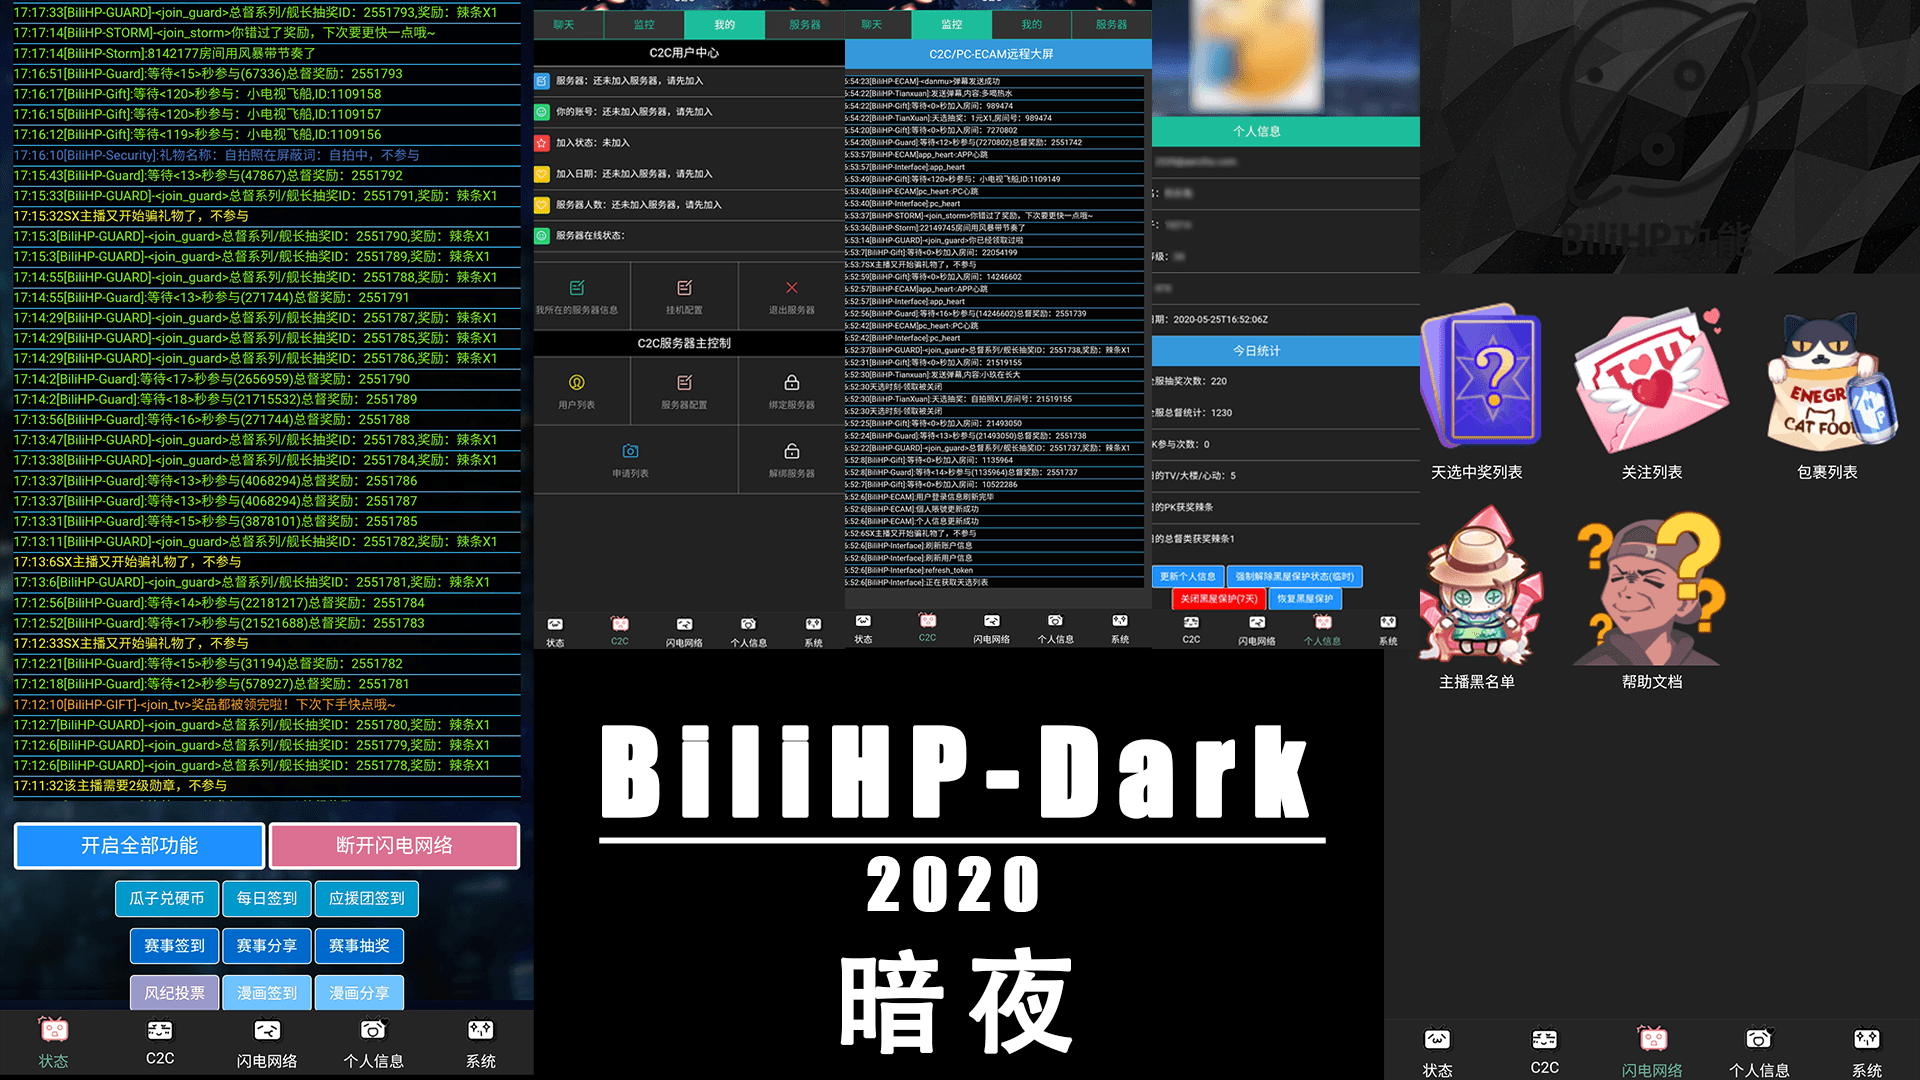 17:17:33[BiliHP-GUARD]-<join_guard>总督系列/舰长抽奖ID：2551793,奖励：辣条X1
17:17:14[BiliHP-STORM]-<join_storm>你错过了奖励，下次要更快一点哦~
17:17:14[BiliHP-Storm]:8142177房间用风暴带节奏了
17:16:51[BiliHP-Guard]:等待<15>秒参与(67336)总督奖励：2551793
17:16:17[BiliHP-Gift]:等待<120>秒参与：小电视飞船,ID:1109158
17:16:15[BiliHP-Gift]:等待<120>秒参与：小电视飞船,ID:1109157
17:16:12[BiliHP-Gift]:等待<119>秒参与：小电视飞船,ID:1109156
17:16:10[BiliHP-Security]:礼物名称：自拍照在屏蔽词：自拍中，不参与
17:15:43[BiliHP-Guard]:等待<13>秒参与(47867)总督奖励：2551792
17:15:33[BiliHP-GUARD]-<join_guard>总督系列/舰长抽奖ID：2551791,奖励：辣条X1
17:15:32SX主播又开始骗礼物了，不参与
17:15:3[BiliHP-GUARD]-<join_guard>总督系列/舰长抽奖ID：2551790,奖励：辣条X1
17:15:3[BiliHP-GUARD]-<join_guard>总督系列/舰长抽奖ID：2551789,奖励：辣条X1
17:14:55[BiliHP-GUARD]-<join_guard>总督系列/舰长抽奖ID：2551788,奖励：辣条X1
17:14:55[BiliHP-Guard]:等待<13>秒参与(271744)总督奖励：2551791
17:14:29[BiliHP-GUARD]-<join_guard>总督系列/舰长抽奖ID：2551787,奖励：辣条X1
17:14:29[BiliHP-GUARD]-<join_guard>总督系列/舰长抽奖ID：2551785,奖励：辣条X1
17:14:29[BiliHP-GUARD]-<join_guard>总督系列/舰长抽奖ID：2551786,奖励：辣条X1
17:14:2[BiliHP-Guard]:等待<17>秒参与(2656959)总督奖励：2551790
17:14:2[BiliHP-Guard]:等待<18>秒参与(21715532)总督奖励：2551789
17:13:56[BiliHP-Guard]:等待<16>秒参与(271744)总督奖励：2551788
17:13:47[BiliHP-GUARD]-<join_guard>总督系列/舰长抽奖ID：2551783,奖励：辣条X1
17:13:38[BiliHP-GUARD]-<join_guard>总督系列/舰长抽奖ID：2551784,奖励：辣条X1
17:13:37[BiliHP-Guard]:等待<13>秒参与(4068294)总督奖励：2551786
17:13:37[BiliHP-Guard]:等待<13>秒参与(4068294)总督奖励：2551787
17:13:31[BiliHP-Guard]:等待<15>秒参与(3878101)总督奖励：2551785
17:13:11[BiliHP-GUARD]-<join_guard>总督系列/舰长抽奖ID：2551782,奖励：辣条X1
17:13:6SX主播又开始骗礼物了，不参与
17:13:6[BiliHP-GUARD]-<join_guard>总督系列/舰长抽奖ID：2551781,奖励：辣条X1
17:12:56[BiliHP-Guard]:等待<14>秒参与(22181217)总督奖励：2551784
17:12:52[BiliHP-Guard]:等待<17>秒参与(21521688)总督奖励：2551783
17:12:33SX主播又开始骗礼物了，不参与
17:12:21[BiliHP-Guard]:等待<15>秒参与(31194)总督奖励：2551782
17:12:18[BiliHP-Guard]:等待<12>秒参与(578927)总督奖励：2551781
17:12:10[BiliHP-GIFT]-<join_tv>奖品都被领完啦！下次下手快点哦~
17:12:7[BiliHP-GUARD]-<join_guard>总督系列/舰长抽奖ID：2551780,奖励：辣条X1
17:12:6[BiliHP-GUARD]-<join_guard>总督系列/舰长抽奖ID：2551779,奖励：辣条X1
17:12:6[BiliHP-GUARD]-<join_guard>总督系列/舰长抽奖ID：2551778,奖励：辣条X1
17:11:32该主播需要2级勋章，不参与
开启全部功能 断开闪电网络
瓜子兑硬币 每日签到 应援团签到
赛事签到 赛事分享 赛事抽奖
风纪投票 漫画签到 漫画分享
状态 C2C 闪电网络 个人信息 系统
聊天 监控 我的 服务器
C2C用户中心
服务器：还未加入服务器，请先加入
你的账号：还未加入服务器，请先加入
加入状态：未加入
加入日期：还未加入服务器，请先加入
服务器人数：还未加入服务器，请先加入
服务器在线状态：
我所在的服务器信息 挂机配置 退出服务器
C2C服务器主控制
用户列表 服务器配置 绑定服务器
申请列表 解绑服务器
状态 C2C 闪电网络 个人信息 系统
聊天 监控 我的 服务器
C2C/PC-ECAM远程大屏
6:54:23[BiliHP-ECAM]-<danmu>弹幕发送成功
6:54:22[BiliHP-Tianxuan]:发送弹幕,内容:多喝热水
6:54:22[BiliHP-Gift]:等待<0>秒加入房间：989474
6:54:22[BiliHP-TianXuan]:天选抽奖：1元X1,房间号：989474
6:54:20[BiliHP-Gift]:等待<0>秒加入房间：7270802
6:54:20[BiliHP-Guard]:等待<12>秒参与(7270802)总督奖励：2551742
6:53:57[BiliHP-ECAM]app_heart-:APP心跳
6:53:57[BiliHP-Interface]:app_heart
6:53:49[BiliHP-Gift]:等待<120>秒参与：小电视飞船,ID:1109149
6:53:40[BiliHP-ECAM]pc_heart-:PC心跳
6:53:40[BiliHP-Interface]:pc_heart
6:53:37[BiliHP-STORM]-<join_storm>你错过了奖励，下次要更快一点哦~
6:53:36[BiliHP-Storm]:22149745房间用风暴带节奏了
6:53:14[BiliHP-GUARD]-<join_guard>你已经领取过啦
6:53:7[BiliHP-Gift]:等待<0>秒加入房间：22054199
6:53:7SX主播又开始骗礼物了，不参与
6:52:59[BiliHP-Gift]:等待<0>秒加入房间：14246602
6:52:57[BiliHP-ECAM]app_heart-:APP心跳
6:52:57[BiliHP-Interface]:app_heart
6:52:56[BiliHP-Guard]:等待<16>秒参与(14246602)总督奖励：2551739
6:52:42[BiliHP-ECAM]pc_heart-:PC心跳
6:52:42[BiliHP-Interface]:pc_heart
6:52:37[BiliHP-GUARD]-<join_guard>总督系列/舰长抽奖ID：2551738,奖励：辣条X1
6:52:31[BiliHP-Gift]:等待<0>秒加入房间：21519155
6:52:30[BiliHP-Tianxuan]:发送弹幕,内容:小玖在长大
6:52:30天选时刻-领取被关闭
6:52:30[BiliHP-TianXuan]:天选抽奖：自拍照X1,房间号：21519155
6:52:30天选时刻-领取被关闭
6:52:25[BiliHP-Gift]:等待<0>秒加入房间：21493050
6:52:24[BiliHP-Guard]:等待<13>秒参与(21493050)总督奖励：2551738
6:52:22[BiliHP-GUARD]-<join_guard>总督系列/舰长抽奖ID：2551737,奖励：辣条X1
6:52:8[BiliHP-Gift]:等待<0>秒加入房间：1135964
6:52:8[BiliHP-Guard]:等待<14>秒参与(1135964)总督奖励：2551737
6:52:7[BiliHP-Gift]:等待<0>秒加入房间：10522286
6:52:6[BiliHP-ECAM]:用户登录信息刷新完毕
6:52:6[BiliHP-ECAM]:個人賬號更新成功
6:52:6[BiliHP-ECAM]:个人信息更新成功
6:52:6SX主播又开始骗礼物了，不参与
6:52:6[BiliHP-Interface]:刷新账户信息
6:52:6[BiliHP-Interface]:刷新用户信息
6:52:6[BiliHP-Interface]:refresh_token
6:52:6[BiliHP-Interface]:正在获取天选列表
状态 C2C 闪电网络 个人信息 系统
个人信息
期：2020-05-25T16:52:06Z
今日统计
服抽奖次数：220
服总督统计：1230
K参与次数：0
的TV/大楼/心动：5
的PK获奖辣条
的总督类获奖辣条1
更新个人信息 强制解除黑屋保护状态(临时)
关闭黑屋保护(7天) 恢复黑屋保护
C2C 闪电网络 个人信息 系统
BiliHP功能
天选中奖列表 关注列表 包裹列表
主播黑名单 帮助文档
状态 C2C 闪电网络 个人信息 系统
BiliHP-Dark
2020
暗夜